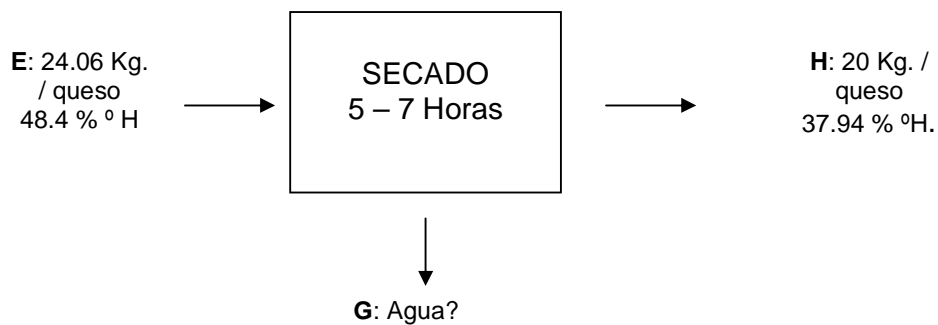 E: 24.06 Kg.
/ queso
48.4 % º H
SECADO
5 – 7 Horas
H: 20 Kg. /
queso
37.94 % ºH.
G: Agua?